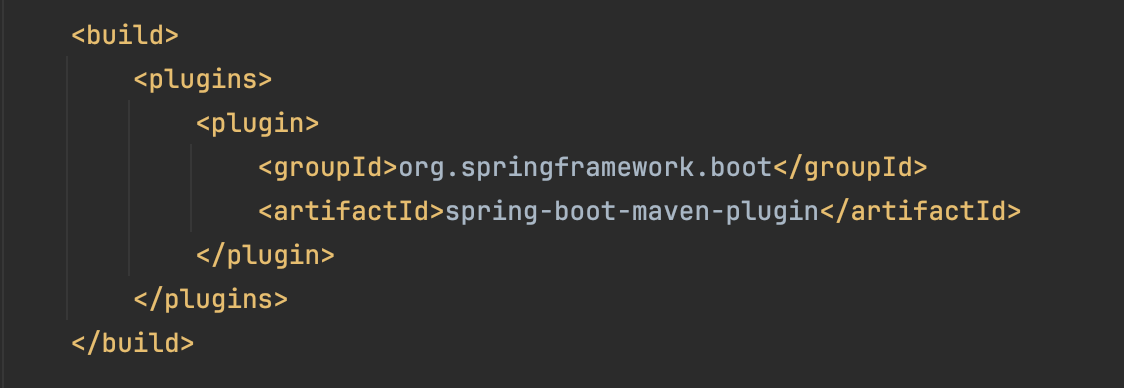 <build>
<plugins>
<plugin>
<groupId>org.springframework.boot</groupId>
<artifactId>spring-boot-maven-plugin</artifactId>
</plugin>
</plugins>
</build>